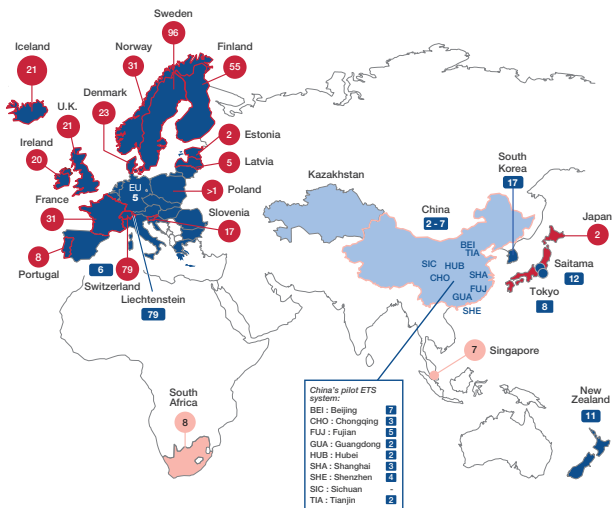 Sweden
96
Iceland
21
Norway
31
Finland
55
U.K.
21
Denmark
23
Ireland
20
2
Estonia
5
Latvia
EU
5
>1
Poland
France
31
Slovenia
17
8
Portugal
6
79
Switzerland
Liechtenstein
79
South
Africa
8
Kazakhstan
China
2 - 7
BEI
TIA
SIC
HUB
CHO
SHA
FUJ
GUA
SHE
South
Korea
17
Japan
2
Saitama
12
Tokyo
8
7
Singapore
New
Zealand
11
China's pilot ETS
system:
BEI : Beijing 7
CHO : Chongqing 3
FUJ : Fujian 5
GUA : Guangdong 2
HUB : Hubei 2
SHA : Shanghai 3
SHE : Shenzhen 4
SIC : Sichuan -
TIA : Tianjin 2